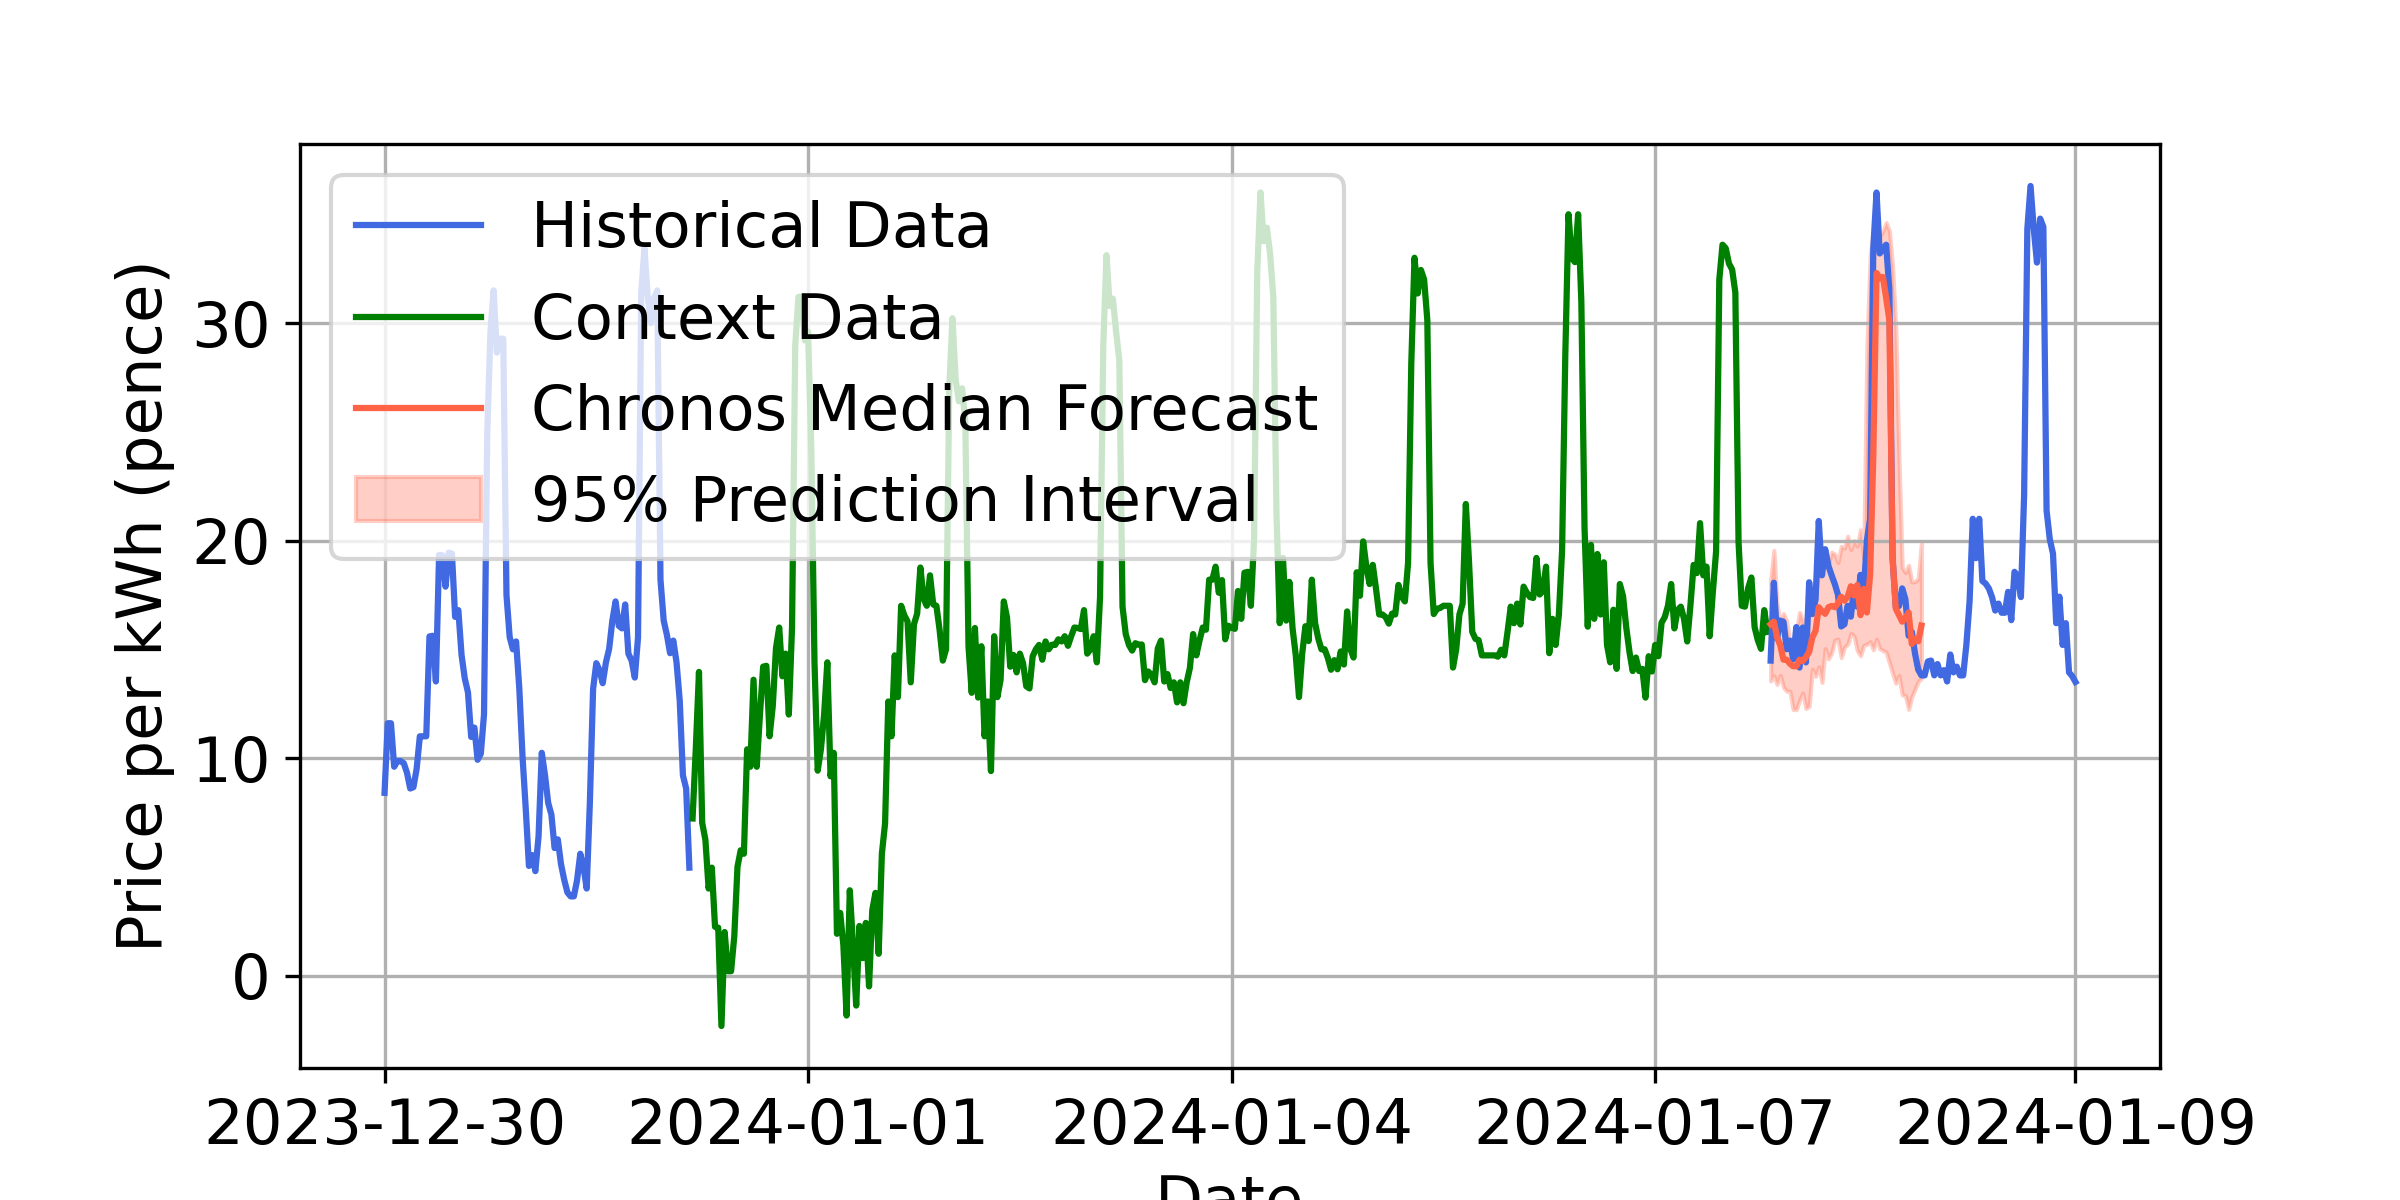 Historical Data
Context Data
Chronos Median Forecast
95% Prediction Interval
Price per kWh (pence)
30
20
10
0
2023-12-30 2024-01-01 2024-01-04 2024-01-07 2024-01-09
Date